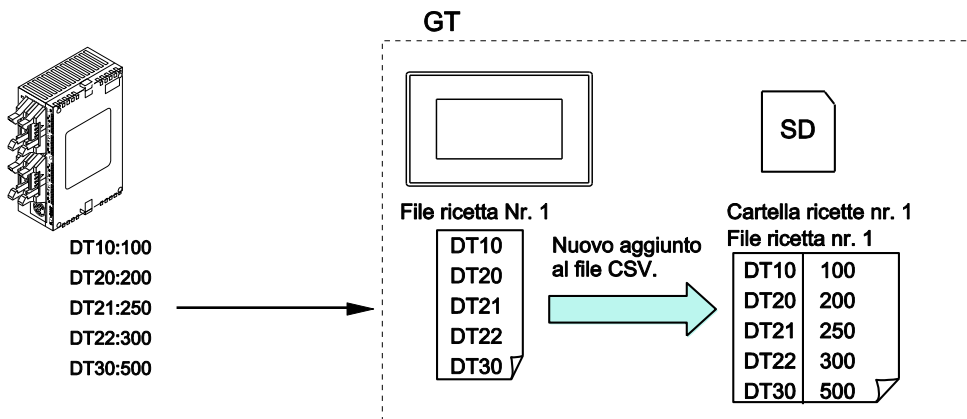 GT
SD
DT10:100
DT20:200
DT21:250
DT22:300
DT30:500
File ricetta Nr. 1
DT10
DT20
DT21
DT22
DT30
Nuovo aggiunto
al file CSV.
Cartella ricette nr. 1
File ricetta nr. 1
DT10 100
DT20 200
DT21 250
DT22 300
DT30 500